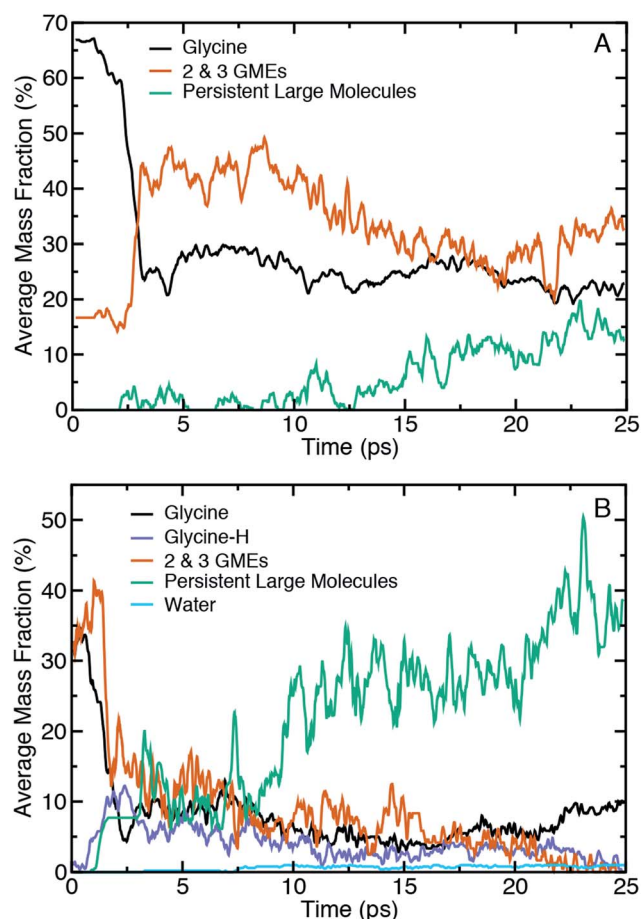 A
Glycine
2 & 3 GMEs
Persistent Large Molecules
Average Mass Fraction (%)
70
60
50
40
30
20
10
0
0 5 10 15 20 25
Time (ps)
B
Glycine
Glycine-H
2 & 3 GMEs
Persistent Large Molecules
Water
Average Mass Fraction (%)
50
40
30
20
10
0
0 5 10 15 20 25
Time (ps)